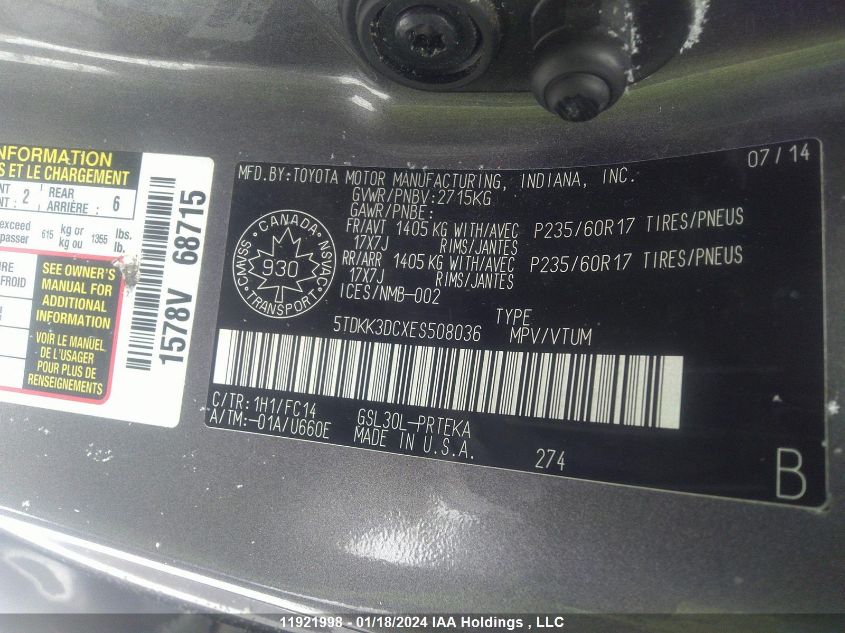 NFORMATION
S ET LE CHARGEMENT
NT 2 REAR ARRIÈRE : 6
exceed
passer 615 kg or kg ou 1355 lbs. lb.
IRE
FROID
SEE OWNER'S
MANUAL FOR
ADDITIONAL
INFORMATION
VOIR LE MANUEL
DE L'USAGER
POUR PLUS DE
RENSEIGNEMENTS
1578V 68715
07/14
MFD.BY:TOYOTA MOTOR MANUFACTURING, INDIANA, INC.
GVWR/PNBV:2715KG
GAWR/PNBE:
FR/AVT 1405 KG WITH/AVEC P235/60R17 TIRES/PNEUS
17X7J RIMS/JANTES
RR/ARR 1405 KG WITH/AVEC P235/60R17 TIRES/PNEUS
17X7J RIMS/JANTES
ICES/NMB-002
CANADA
CMVSS 930 NSVAC
TRANSPORT
5TDKK3DCXES508036 TYPE
MPV/VTUM
C/TR:1H1/FC14 GSL30L-PRTEKA
A/TM:-01A/U660E MADE IN U.S.A.
274
B
11921998 - 01/18/2024 IAA Holdings , LLC